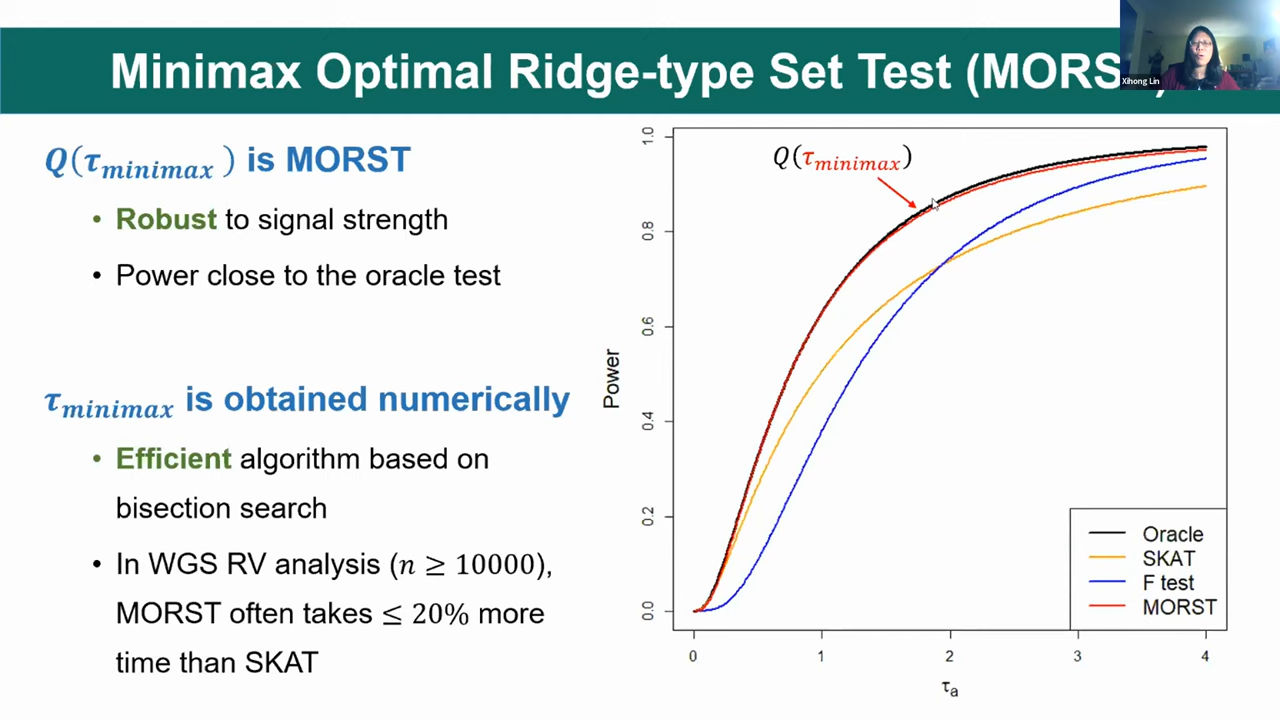 Minimax Optimal Ridge-type Set Test (MORS
Xihong Lin
Q(τ_minimax) is MORST
• Robust to signal strength
• Power close to the oracle test
τ_minimax is obtained numerically
• Efficient algorithm based on
bisection search
• In WGS RV analysis (n ≥ 10000),
MORST often takes ≤ 20% more
time than SKAT
Q(τ_minimax)
Power
1.0
0.8
0.6
0.4
0.2
0.0
0 1 2 3 4
τa
Oracle
SKAT
F test
MORST